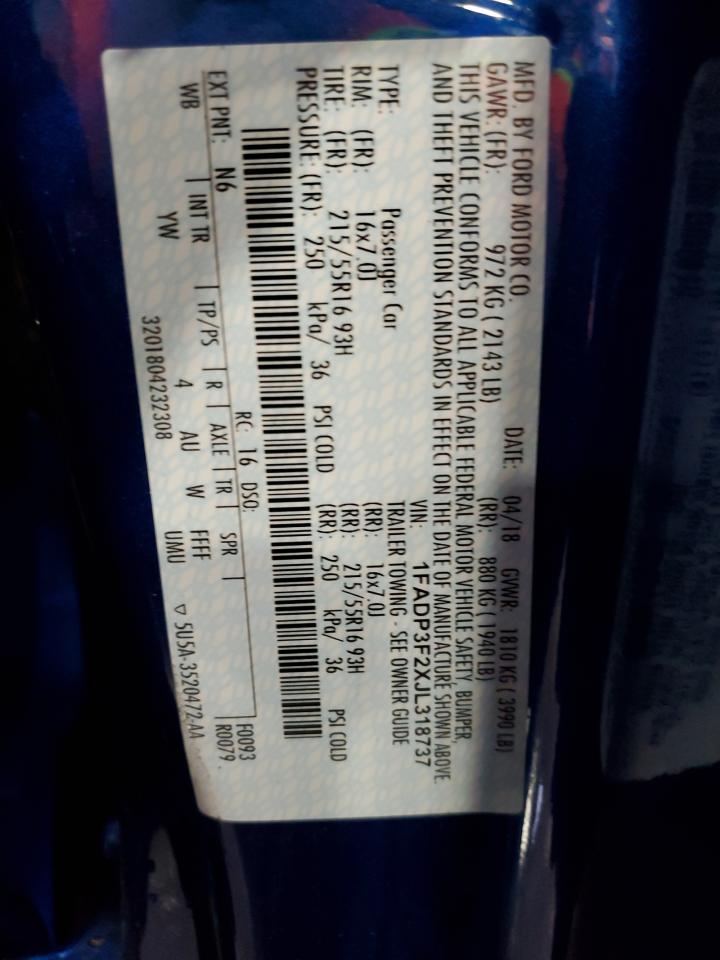 MFD. BY FORD MOTOR CO. DATE: 04/18 GVWR: 1810 KG ( 3990 LB)
GAWR: (FR): 972 KG ( 2143 LB) (RR): 880 KG ( 1940 LB)
THIS VEHICLE CONFORMS TO ALL APPLICABLE FEDERAL MOTOR VEHICLE SAFETY, BUMPER,
AND THEFT PREVENTION STANDARDS IN EFFECT ON THE DATE OF MANUFACTURE SHOWN ABOVE.
VIN: 1FADP3F2XJL318737
TYPE: Passenger Car TRAILER TOWING - SEE OWNER GUIDE
RIM: (FR): 16x7.0J (RR): 16x7.0J
TIRE: (FR): 215/55R16 93H (RR): 215/55R16 93H
PRESSURE: (FR): 250 kPa/ 36 PSI COLD (RR): 250 kPa/ 36 PSI COLD
RC: 16 DSO: F0093
EXT PNT: N6 R0079
WB INT TR TP/PS R AXLE TR SPR
YW 4 AU W FFFF
UMU
3201804232308 ▽ 5U5A-3520472-AA